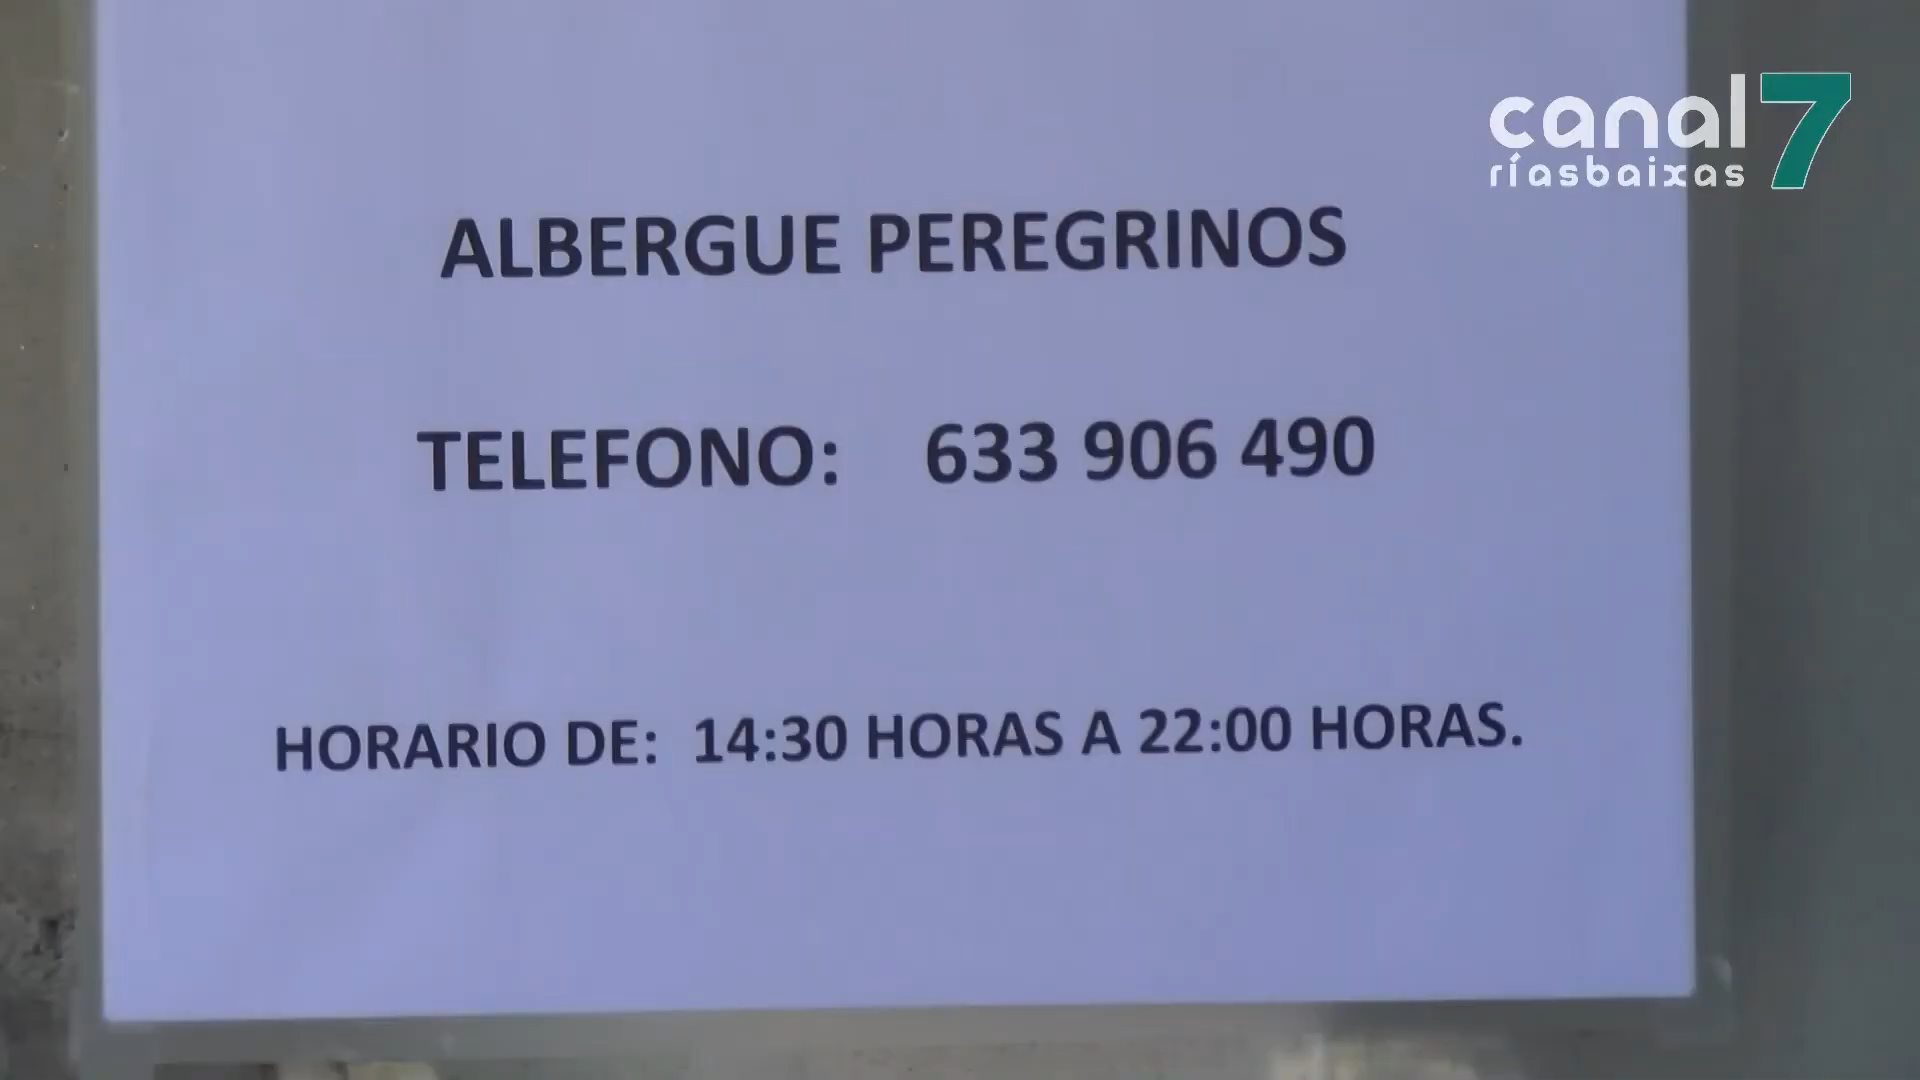 canal 7
ríasbaixas
ALBERGUE PEREGRINOS
TELEFONO: 633 906 490
HORARIO DE: 14:30 HORAS A 22:00 HORAS.